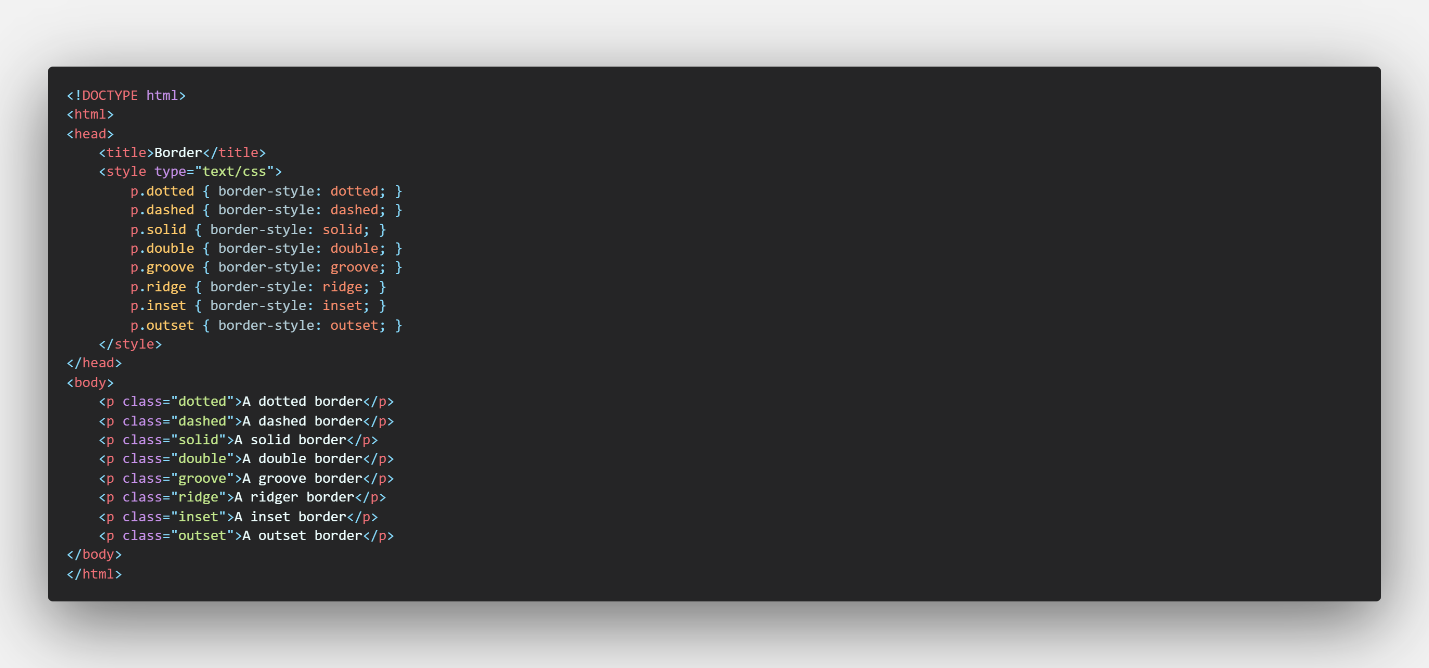 <!DOCTYPE html>
<html>
<head>
    <title>Border</title>
    <style type="text/css">
        p.dotted { border-style: dotted; }
        p.dashed { border-style: dashed; }
        p.solid { border-style: solid; }
        p.double { border-style: double; }
        p.groove { border-style: groove; }
        p.ridge { border-style: ridge; }
        p.inset { border-style: inset; }
        p.outset { border-style: outset; }
    </style>
</head>
<body>
    <p class="dotted">A dotted border</p>
    <p class="dashed">A dashed border</p>
    <p class="solid">A solid border</p>
    <p class="double">A double border</p>
    <p class="groove">A groove border</p>
    <p class="ridge">A ridger border</p>
    <p class="inset">A inset border</p>
    <p class="outset">A outset border</p>
</body>
</html>